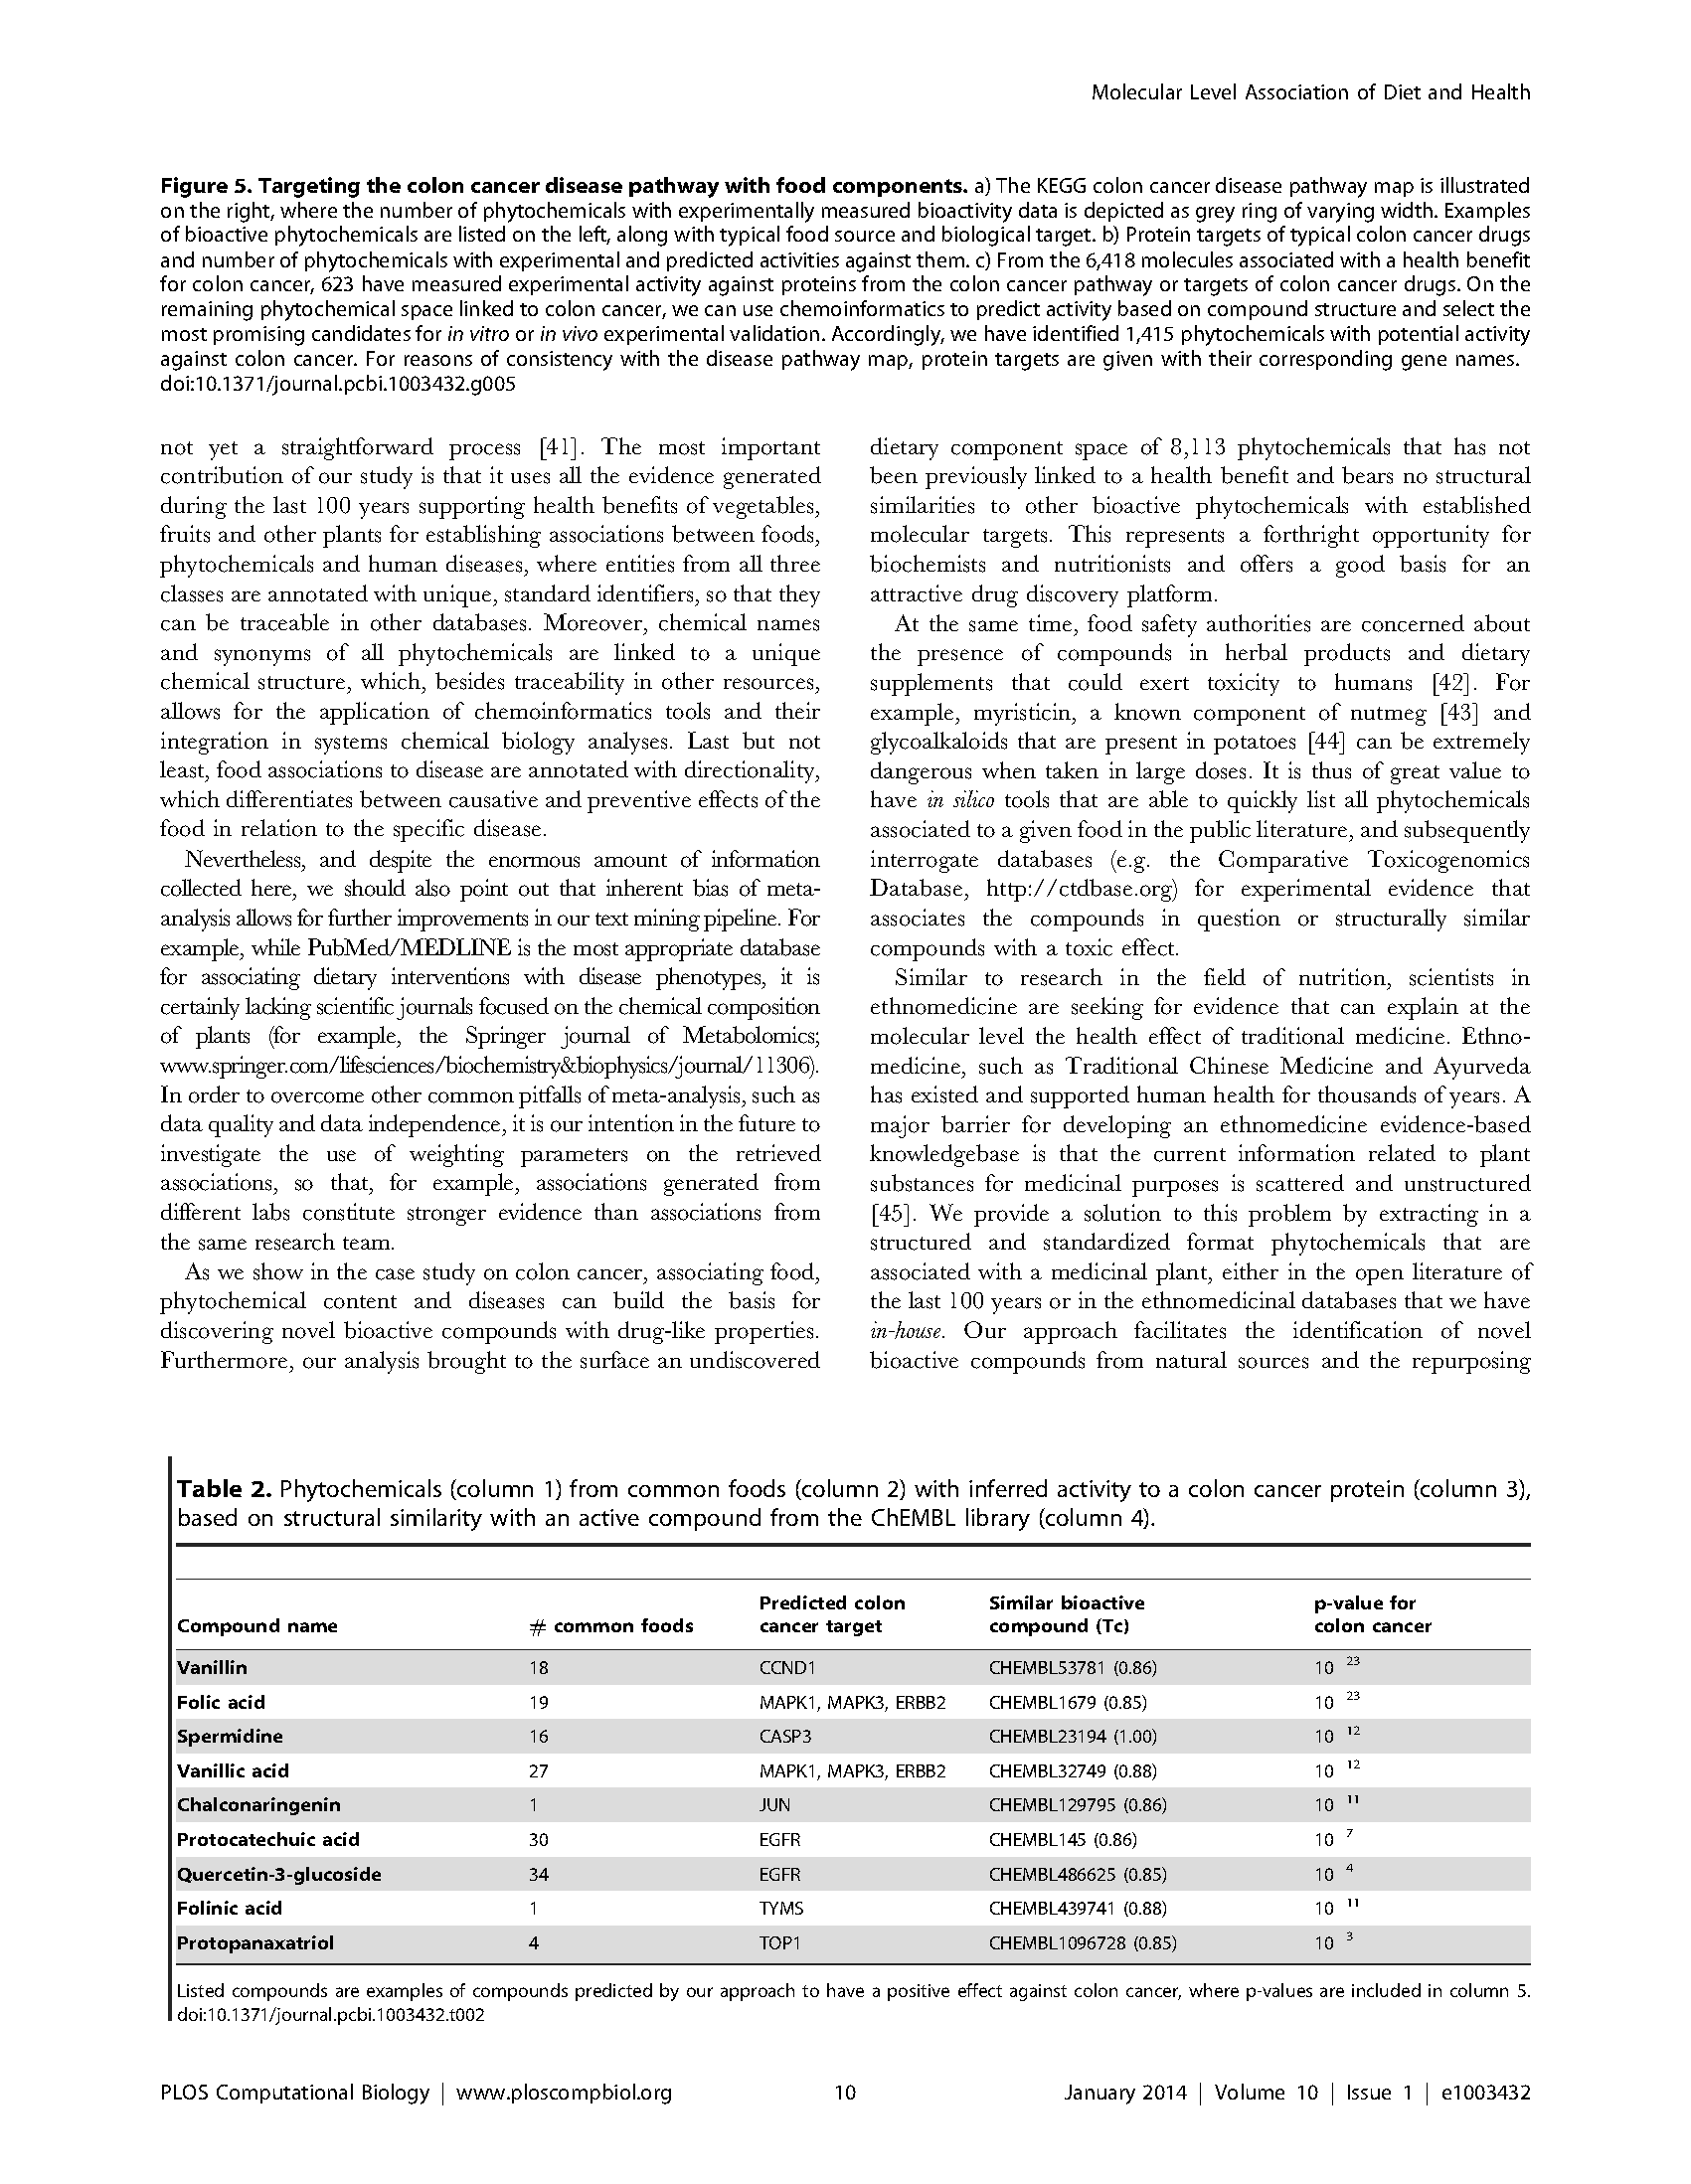 Molecular Level Association of Diet and Health
Figure 5. Targeting the colon cancer disease pathway with food components. a) The KEGG colon cancer disease pathway map is illustrated
on the right, where the number of phytochemicals with experimentally measured bioactivity data is depicted as grey ring of varying width. Examples
of bioactive phytochemicals are listed on the left, along with typical food source and biological target. b) Protein targets of typical colon cancer drugs
and number of phytochemicals with experimental and predicted activities against them. c) From the 6,418 molecules associated with a health benefit
for colon cancer, 623 have measured experimental activity against proteins from the colon cancer pathway or targets of colon cancer drugs. On the
remaining phytochemical space linked to colon cancer, we can use chemoinformatics to predict activity based on compound structure and select the
most promising candidates for in vitro or in vivo experimental validation. Accordingly, we have identified 1,415 phytochemicals with potential activity
against colon cancer. For reasons of consistency with the disease pathway map, protein targets are given with their corresponding gene names.
doi:10.1371/journal.pcbi.1003432.g005
not yet a straightforward process [41]. The most important
contribution of our study is that it uses all the evidence generated
during the last 100 years supporting health benefits of vegetables,
fruits and other plants for establishing associations between foods,
phytochemicals and human diseases, where entities from all three
classes are annotated with unique, standard identifiers, so that they
can be traceable in other databases. Moreover, chemical names
and synonyms of all phytochemicals are linked to a unique
chemical structure, which, besides traceability in other resources,
allows for the application of chemoinformatics tools and their
integration in systems chemical biology analyses. Last but not
least, food associations to disease are annotated with directionality,
which differentiates between causative and preventive effects of the
food in relation to the specific disease.
Nevertheless, and despite the enormous amount of information
collected here, we should also point out that inherent bias of meta-
analysis allows for further improvements in our text mining pipeline. For
example, while PubMed/MEDLINE is the most appropriate database
for associating dietary interventions with disease phenotypes, it is
certainly lacking scientific journals focused on the chemical composition
of plants (for example, the Springer journal of Metabolomics;
www.springer.com/lifesciences/biochemistry&biophysics/journal/11306).
In order to overcome other common pitfalls of meta-analysis, such as
data quality and data independence, it is our intention in the future to
investigate the use of weighting parameters on the retrieved
associations, so that, for example, associations generated from
different labs constitute stronger evidence than associations from
the same research team.
As we show in the case study on colon cancer, associating food,
phytochemical content and diseases can build the basis for
discovering novel bioactive compounds with drug-like properties.
Furthermore, our analysis brought to the surface an undiscovered
dietary component space of 8,113 phytochemicals that has not
been previously linked to a health benefit and bears no structural
similarities to other bioactive phytochemicals with established
molecular targets. This represents a forthright opportunity for
biochemists and nutritionists and offers a good basis for an
attractive drug discovery platform.
At the same time, food safety authorities are concerned about
the presence of compounds in herbal products and dietary
supplements that could exert toxicity to humans [42]. For
example, myristicin, a known component of nutmeg [43] and
glycoalkaloids that are present in potatoes [44] can be extremely
dangerous when taken in large doses. It is thus of great value to
have in silico tools that are able to quickly list all phytochemicals
associated to a given food in the public literature, and subsequently
interrogate databases (e.g. the Comparative Toxicogenomics
Database, http://ctdbase.org) for experimental evidence that
associates the compounds in question or structurally similar
compounds with a toxic effect.
Similar to research in the field of nutrition, scientists in
ethnomedicine are seeking for evidence that can explain at the
molecular level the health effect of traditional medicine. Ethno-
medicine, such as Traditional Chinese Medicine and Ayurveda
has existed and supported human health for thousands of years. A
major barrier for developing an ethnomedicine evidence-based
knowledgebase is that the current information related to plant
substances for medicinal purposes is scattered and unstructured
[45]. We provide a solution to this problem by extracting in a
structured and standardized format phytochemicals that are
associated with a medicinal plant, either in the open literature of
the last 100 years or in the ethnomedicinal databases that we have
in-house. Our approach facilitates the identification of novel
bioactive compounds from natural sources and the repurposing
Table 2. Phytochemicals (column 1) from common foods (column 2) with inferred activity to a colon cancer protein (column 3),
based on structural similarity with an active compound from the ChEMBL library (column 4).
Compound name # common foods Predicted colon cancer target Similar bioactive compound (Tc) p-value for colon cancer
Vanillin 18 CCND1 CHEMBL53781 (0.86) 10 23
Folic acid 19 MAPK1, MAPK3, ERBB2 CHEMBL1679 (0.85) 10 23
Spermidine 16 CASP3 CHEMBL23194 (1.00) 10 12
Vanillic acid 27 MAPK1, MAPK3, ERBB2 CHEMBL32749 (0.88) 10 12
Chalconaringenin 1 JUN CHEMBL129795 (0.86) 10 11
Protocatechuic acid 30 EGFR CHEMBL145 (0.86) 10 7
Quercetin-3-glucoside 34 EGFR CHEMBL486625 (0.85) 10 4
Folinic acid 1 TYMS CHEMBL439741 (0.88) 10 11
Protopanaxatriol 4 TOP1 CHEMBL1096728 (0.85) 10 3
Listed compounds are examples of compounds predicted by our approach to have a positive effect against colon cancer, where p-values are included in column 5.
doi:10.1371/journal.pcbi.1003432.t002
PLOS Computational Biology | www.ploscompbiol.org 10 January 2014 | Volume 10 | Issue 1 | e1003432